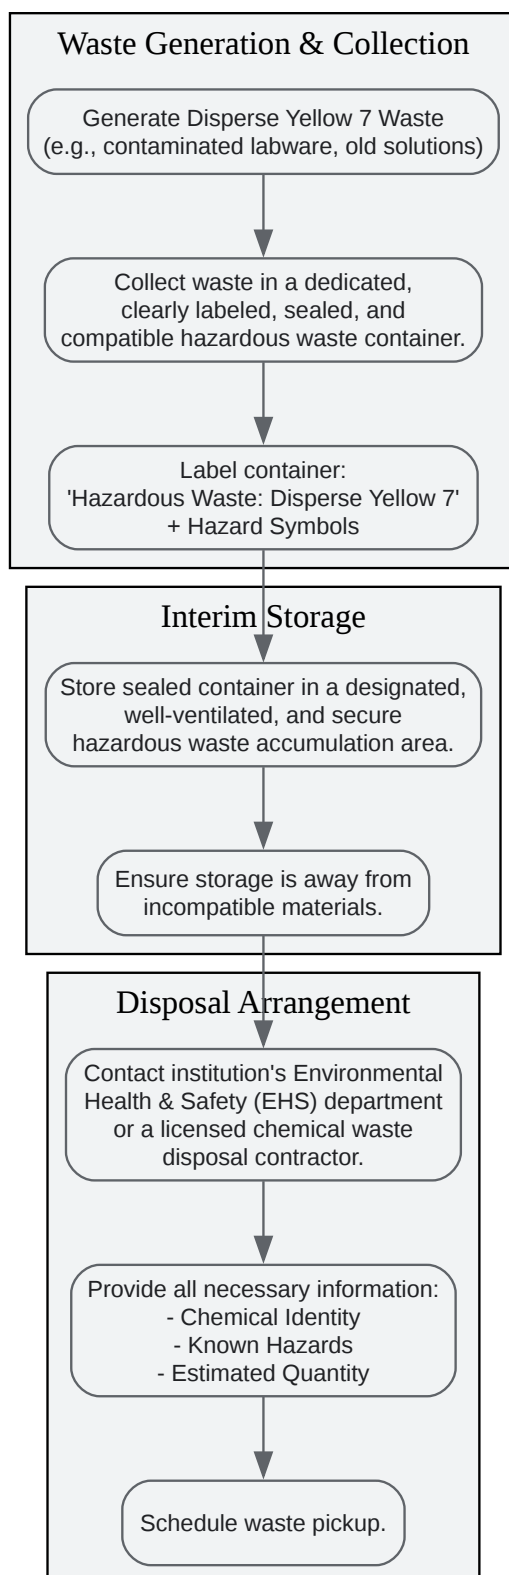 Waste Generation & Collection
Generate Disperse Yellow 7 Waste
(e.g., contaminated labware, old solutions)
Collect waste in a dedicated,
clearly labeled, sealed, and
compatible hazardous waste container.
Label container:
'Hazardous Waste: Disperse Yellow 7'
+ Hazard Symbols
Interim Storage
Store sealed container in a designated,
well-ventilated, and secure
hazardous waste accumulation area.
Ensure storage is away from
incompatible materials.
Disposal Arrangement
Contact institution's Environmental
Health & Safety (EHS) department
or a licensed chemical waste
disposal contractor.
Provide all necessary information:
- Chemical Identity
- Known Hazards
- Estimated Quantity
Schedule waste pickup.